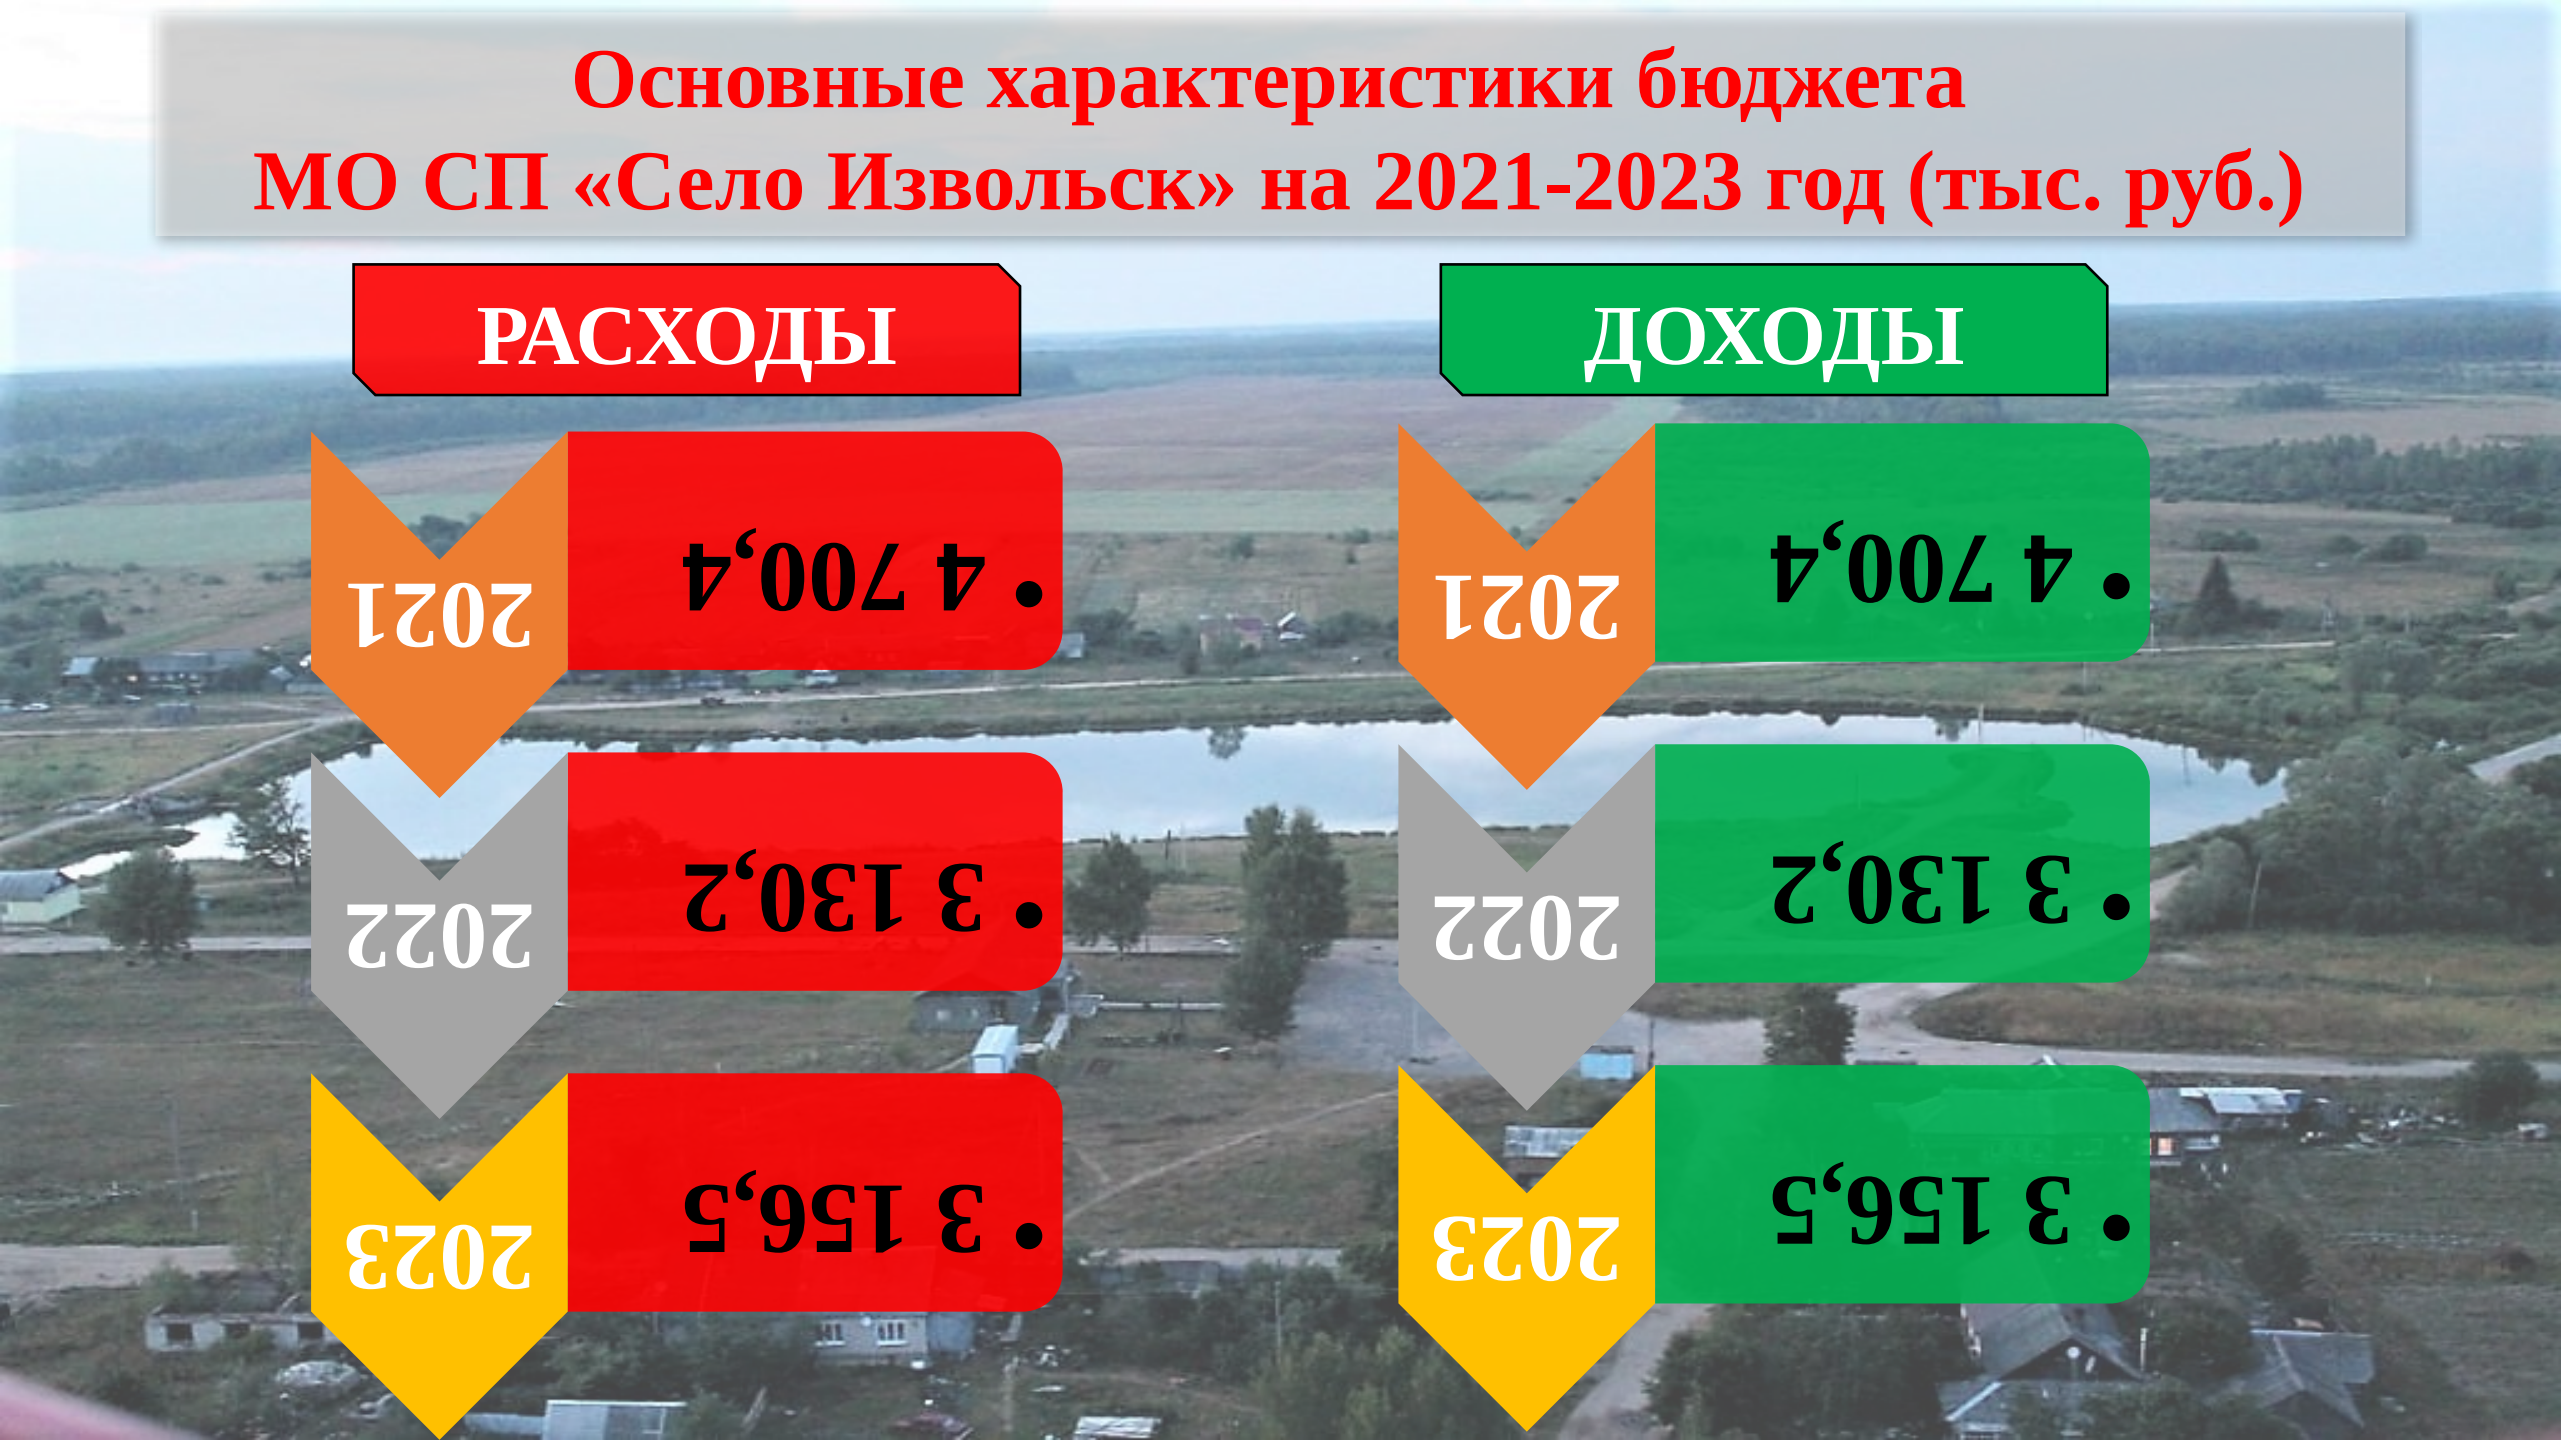 Основные характеристики бюджета
МО СП «Село Извольск» на 2021-2023 год (тыс. руб.)
РАСХОДЫ
2021
• 4 700,4
2022
• 3 130,2
2023
• 3 156,5
ДОХОДЫ
2021
• 4 700,4
2022
• 3 130,2
2023
• 3 156,5